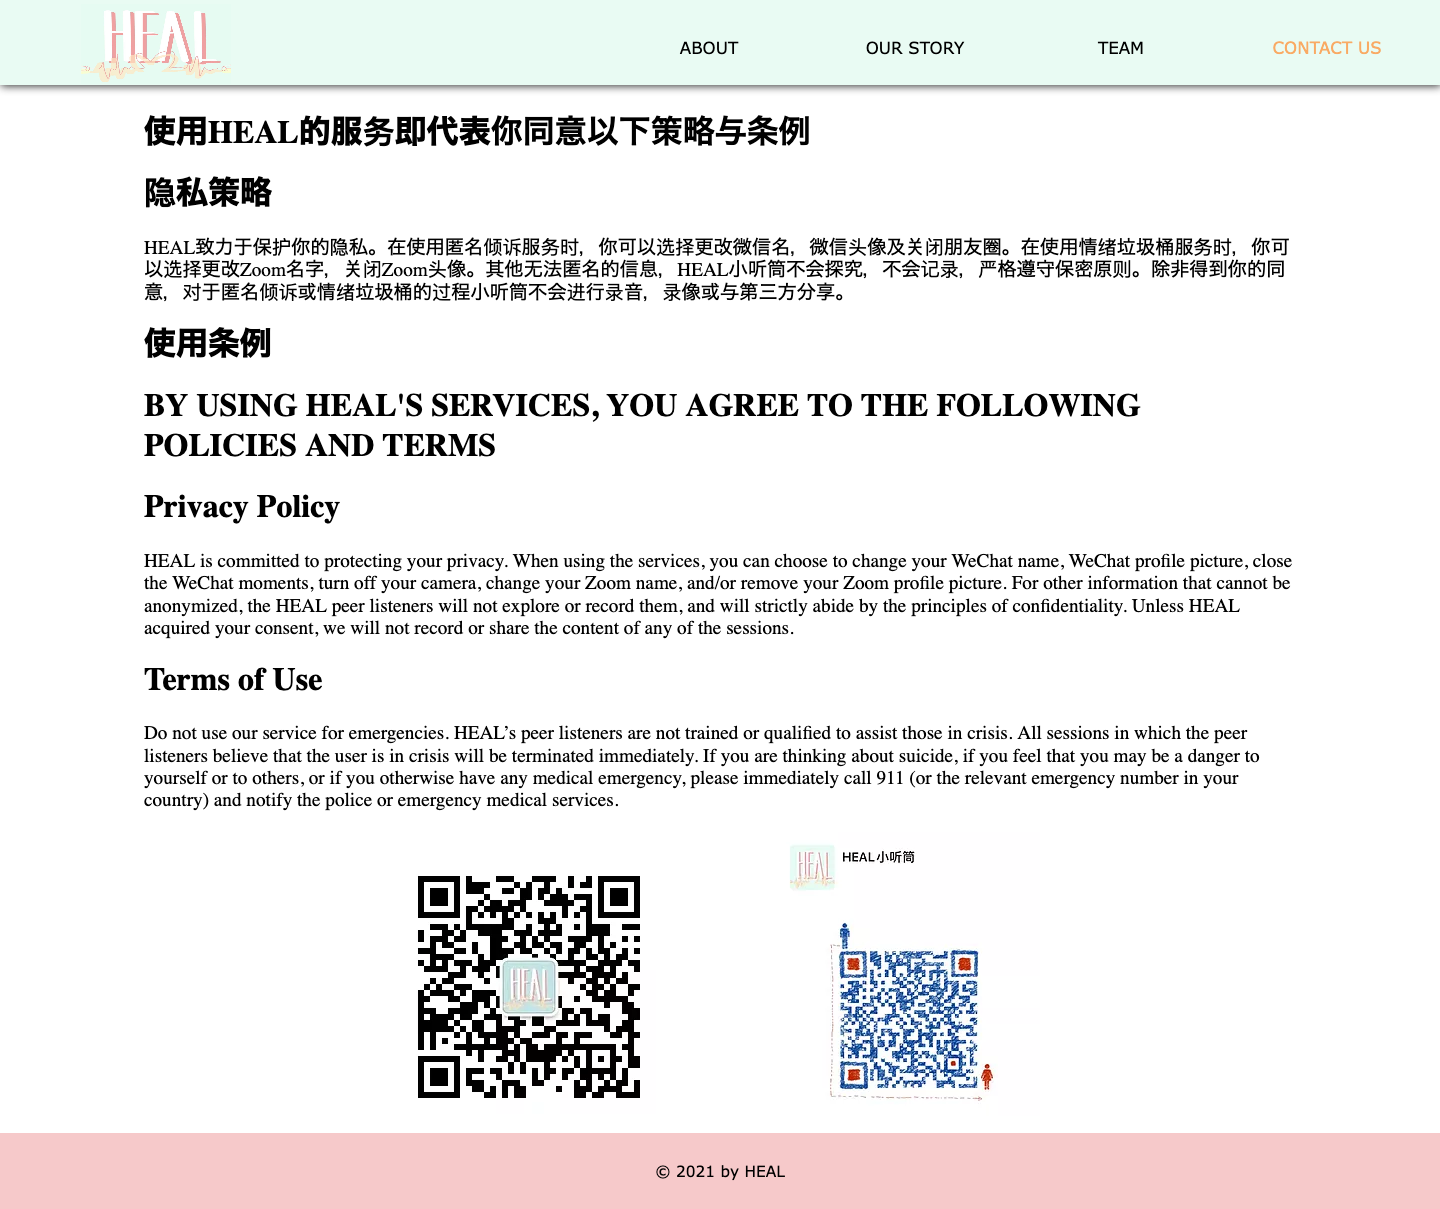 HEAL
ABOUT
OUR STORY
TEAM
CONTACT US
使用HEAL的服务即代表你同意以下策略与条例
隐私策略
HEAL致力于保护你的隐私。在使用匿名倾诉服务时，你可以选择更改微信名，微信头像及关闭朋友圈。在使用情绪垃圾桶服务时，你可
以选择更改Zoom名字，关闭Zoom头像。其他无法匿名的信息，HEAL小听筒不会探究，不会记录，严格遵守保密原则。除非得到你的同
意，对于匿名倾诉或情绪垃圾桶的过程小听筒不会进行录音，录像或与第三方分享。
使用条例
BY USING HEAL'S SERVICES, YOU AGREE TO THE FOLLOWING
POLICIES AND TERMS
Privacy Policy
HEAL is committed to protecting your privacy. When using the services, you can choose to change your WeChat name, WeChat profile picture, close
the WeChat moments, turn off your camera, change your Zoom name, and/or remove your Zoom profile picture. For other information that cannot be
anonymized, the HEAL peer listeners will not explore or record them, and will strictly abide by the principles of confidentiality. Unless HEAL
acquired your consent, we will not record or share the content of any of the sessions.
Terms of Use
Do not use our service for emergencies. HEAL’s peer listeners are not trained or qualified to assist those in crisis. All sessions in which the peer
listeners believe that the user is in crisis will be terminated immediately. If you are thinking about suicide, if you feel that you may be a danger to
yourself or to others, or if you otherwise have any medical emergency, please immediately call 911 (or the relevant emergency number in your
country) and notify the police or emergency medical services.
HEAL
HEAL
HEAL小听筒
© 2021 by HEAL